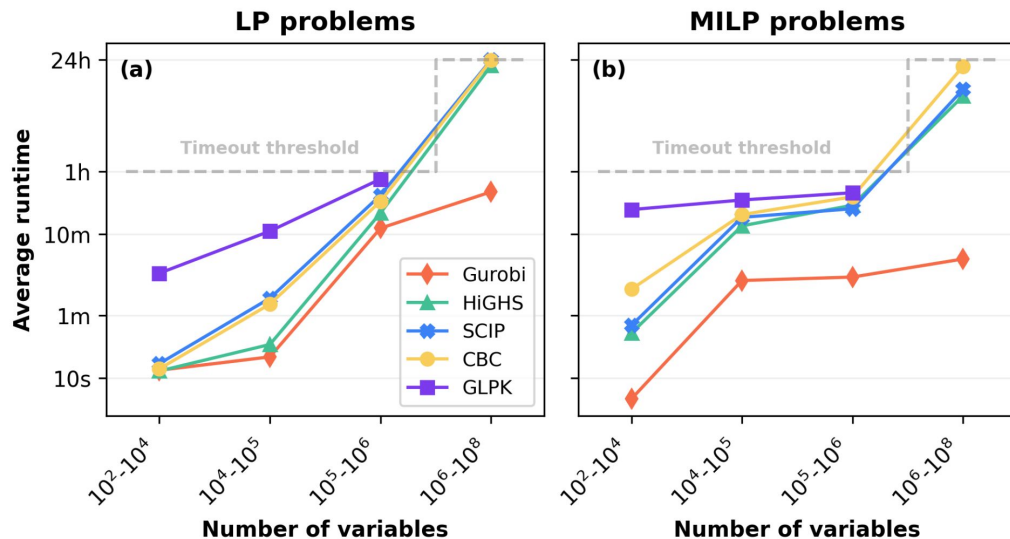 LP problems
MILP problems
Average runtime
24h
1h
10m
1m
10s
(a)
Timeout threshold
Gurobi
HiGHS
SCIP
CBC
GLPK
10²-10⁴
10⁴-10⁵
10⁵-10⁶
10⁶-10⁸
Number of variables
(b)
Timeout threshold
10²-10⁴
10⁴-10⁵
10⁵-10⁶
10⁶-10⁸
Number of variables